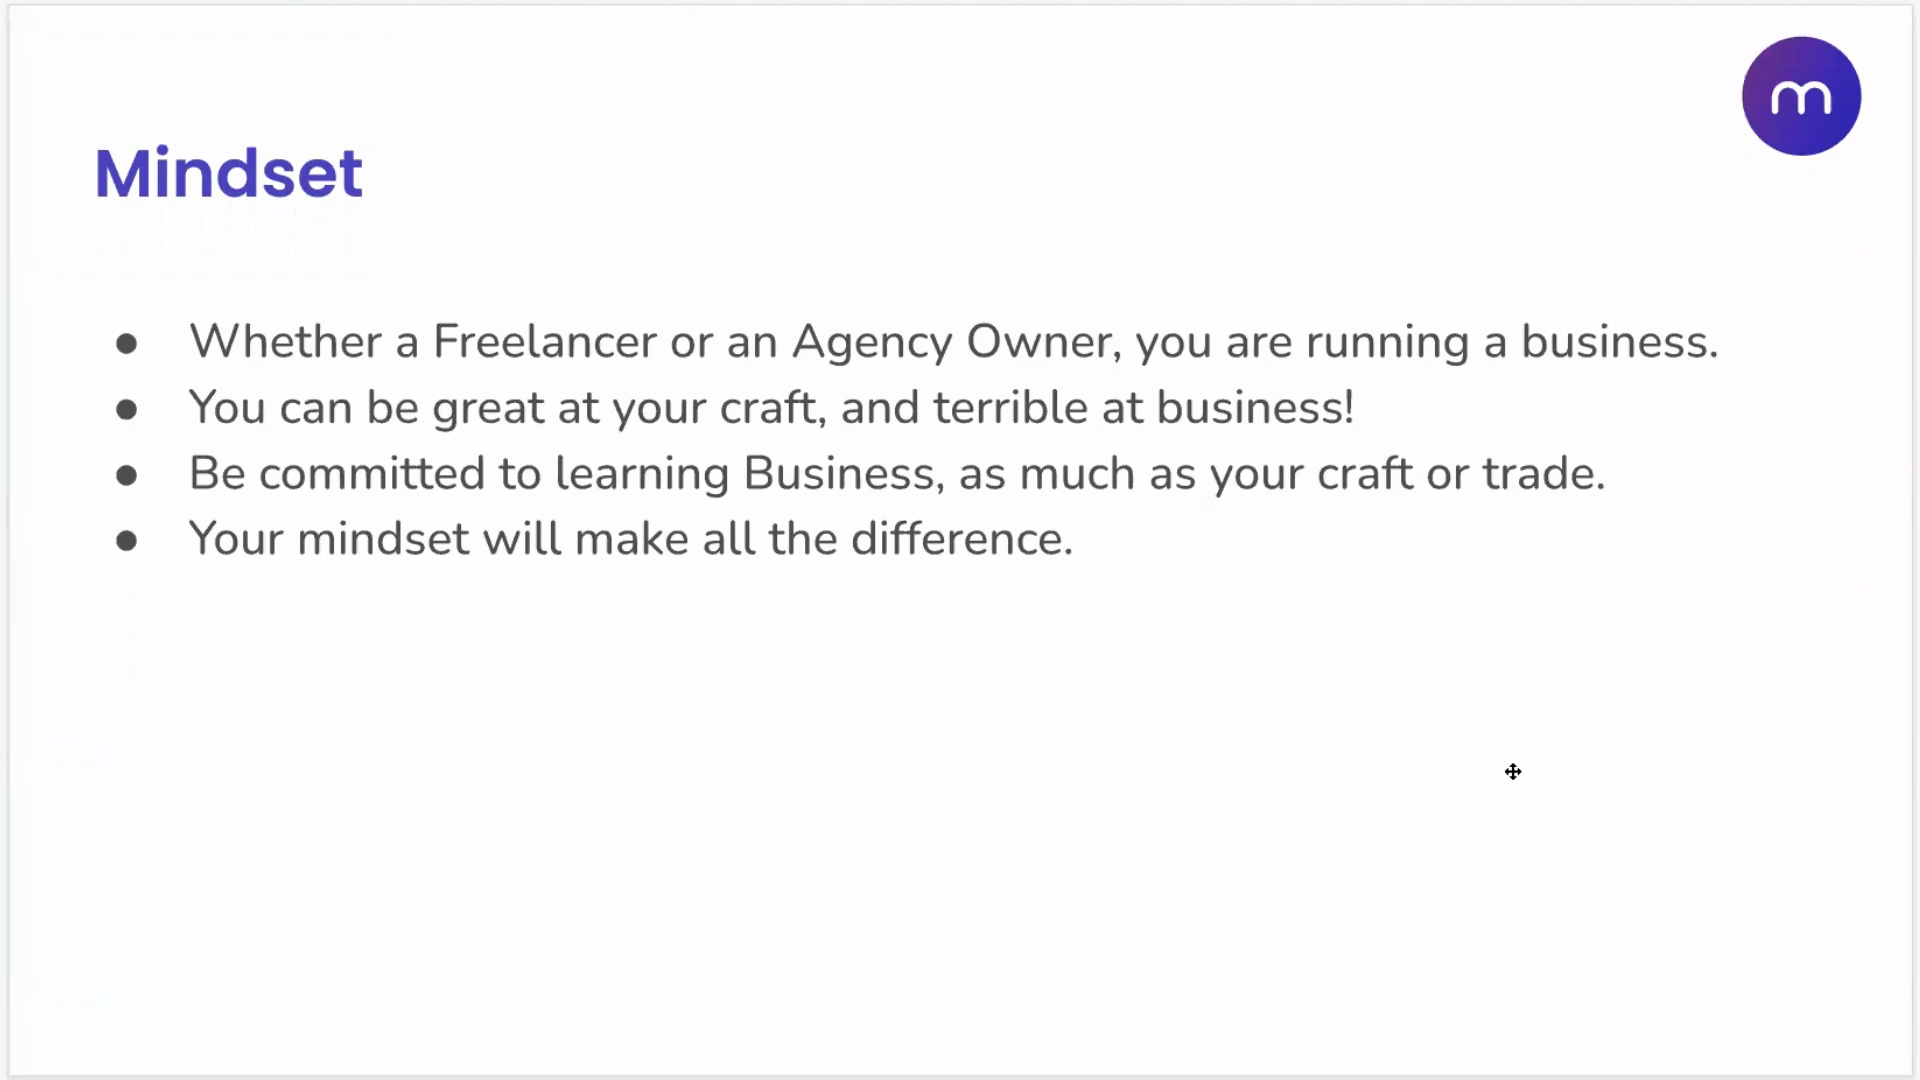 m
Mindset
● Whether a Freelancer or an Agency Owner, you are running a business.
● You can be great at your craft, and terrible at business!
● Be committed to learning Business, as much as your craft or trade.
● Your mindset will make all the difference.